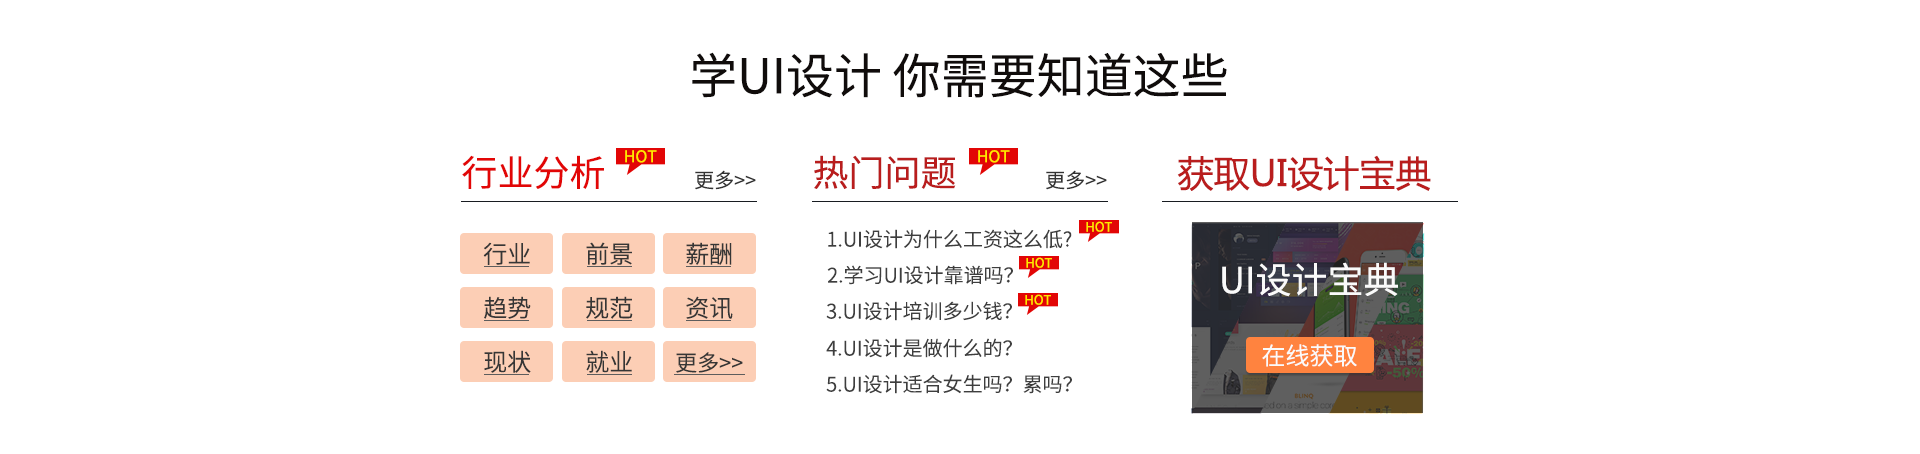 学UI设计 你需要知道这些
行业分析 HOT 更多>>
行业 前景 薪酬
趋势 规范 资讯
现状 就业 更多>>
热门问题 HOT 更多>>
1.UI设计为什么工资这么低? HOT
2.学习UI设计靠谱吗? HOT
3.UI设计培训多少钱? HOT
4.UI设计是做什么的?
5.UI设计适合女生吗? 累吗?
获取UI设计宝典
UI设计宝典
在线获取
SALE
-50%